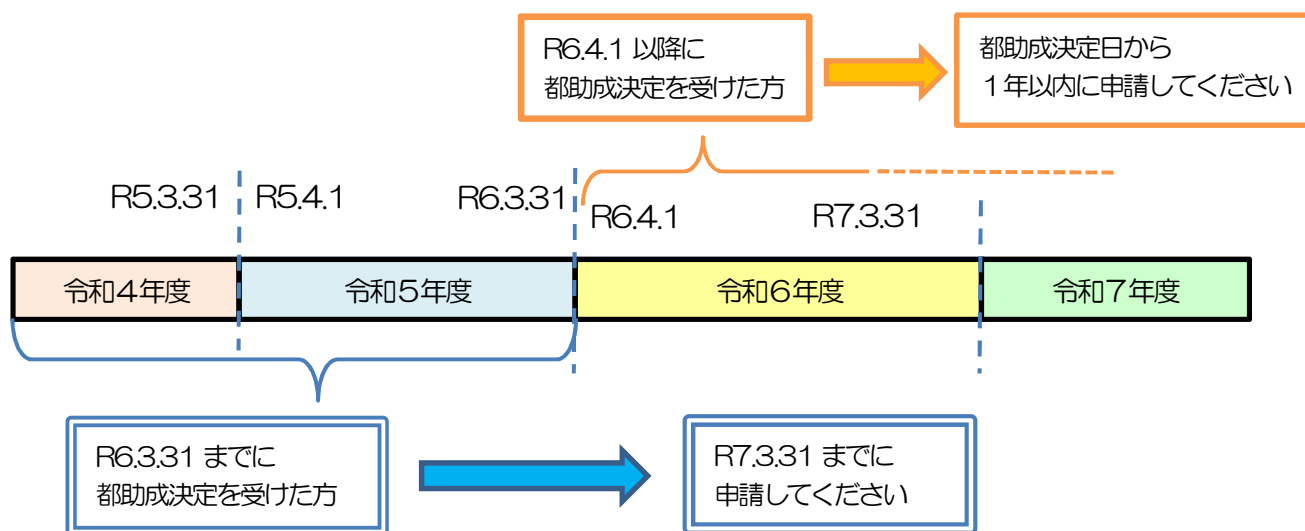 R6.4.1 以降に
都助成決定を受けた方
都助成決定日から
１年以内に申請してください
R5.3.31
R5.4.1
R6.3.31
R6.4.1
R7.3.31
令和４年度
令和５年度
令和６年度
令和７年度
R6.3.31 までに
都助成決定を受けた方
R7.3.31 までに
申請してください